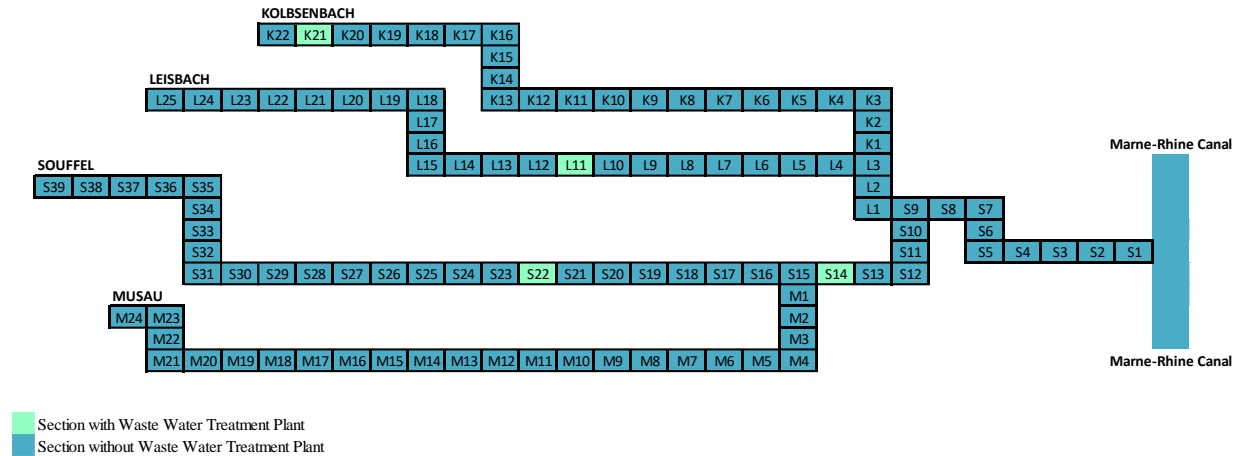 KOLBSENBACH
K22 K21 K20 K19 K18 K17 K16
K15
LEISBACH
K14
L25 L24 L23 L22 L21 L20 L19 L18
K13 K12 K11 K10 K9 K8 K7 K6 K5 K4 K3
L17
K2
L16
K1
Marne-Rhine Canal
SOUFFEL
L15 L14 L13 L12 L11 L10 L9 L8 L7 L6 L5 L4 L3
S39 S38 S37 S36 S35
L2
S34
L1 S9 S8 S7
S33
S10
S6
S32
S11
S5 S4 S3 S2 S1
S31 S30 S29 S28 S27 S26 S25 S24 S23 S22 S21 S20 S19 S18 S17 S16 S15 S14 S13 S12
MUSAU
M1
M24 M23
M2
M22
M3
M21 M20 M19 M18 M17 M16 M15 M14 M13 M12 M11 M10 M9 M8 M7 M6 M5 M4
Marne-Rhine Canal
Section with Waste Water Treatment Plant
Section without Waste Water Treatment Plant